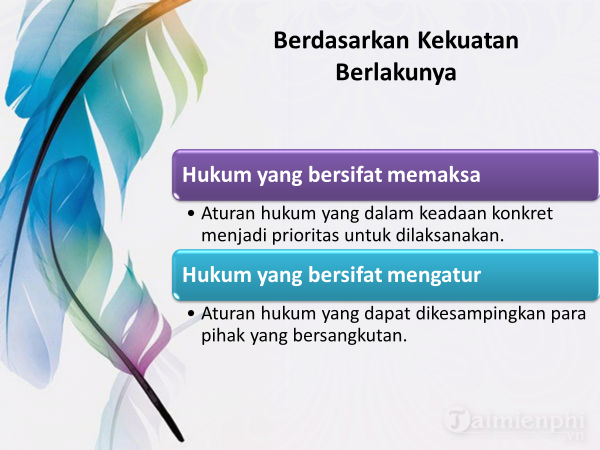 Berdasarkan Kekuatan
Berlakunya
Hukum yang bersifat memaksa
• Aturan hukum yang dalam keadaan konkret
menjadi prioritas untuk dilaksanakan.
Hukum yang bersifat mengatur
• Aturan hukum yang dapat dikesampingkan para
pihak yang bersangkutan.
Taimienphi
.vn